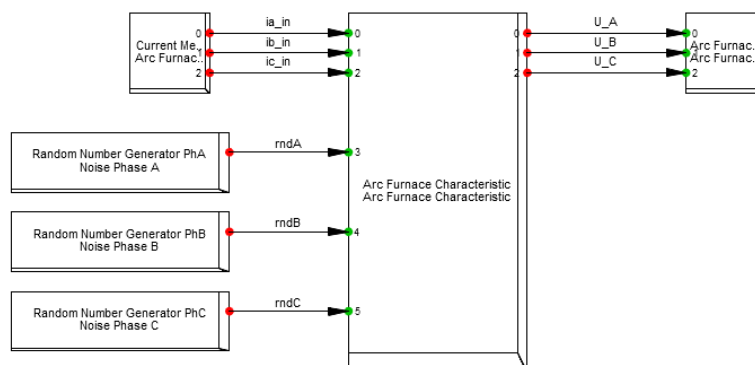 ia_in
U_A
0
0
0
0
Current Me..
ib_in
U_B
Arc Furnac..
1
1
1
Arc Furnac..
Arc Furnac..
ic_in
U_C
2
2
2
2
rndA
3
Random Number Generator PhA
Noise Phase A
Arc Furnace Characteristic
Arc Furnace Characteristic
rndB
4
Random Number Generator PhB
Noise Phase B
rndC
5
Random Number Generator PhC
Noise Phase C